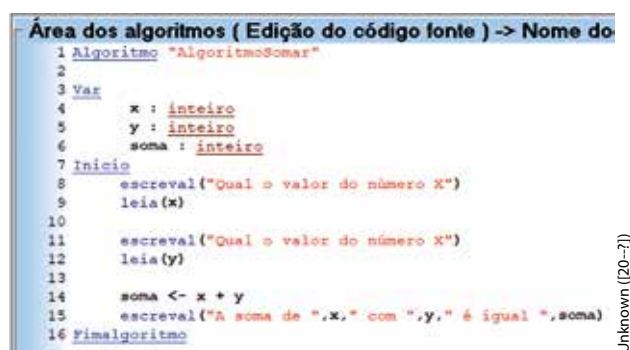 Área dos algoritmos ( Edição do código fonte ) -> Nome do
1 Algoritmo "AlgoritmoSomar"
2
3 Var
4 x : inteiro
5 y : inteiro
6 soma : inteiro
7 Inicio
8 escreval("Qual o valor do número X")
9 leia(x)
10
11 escreval("Qual o valor do número X")
12 leia(y)
13
14 soma <- x + y
15 escreval("A soma de ",x," com ",y," é igual ",soma)
16 Fimalgoritmo
Unknown ([20--?])